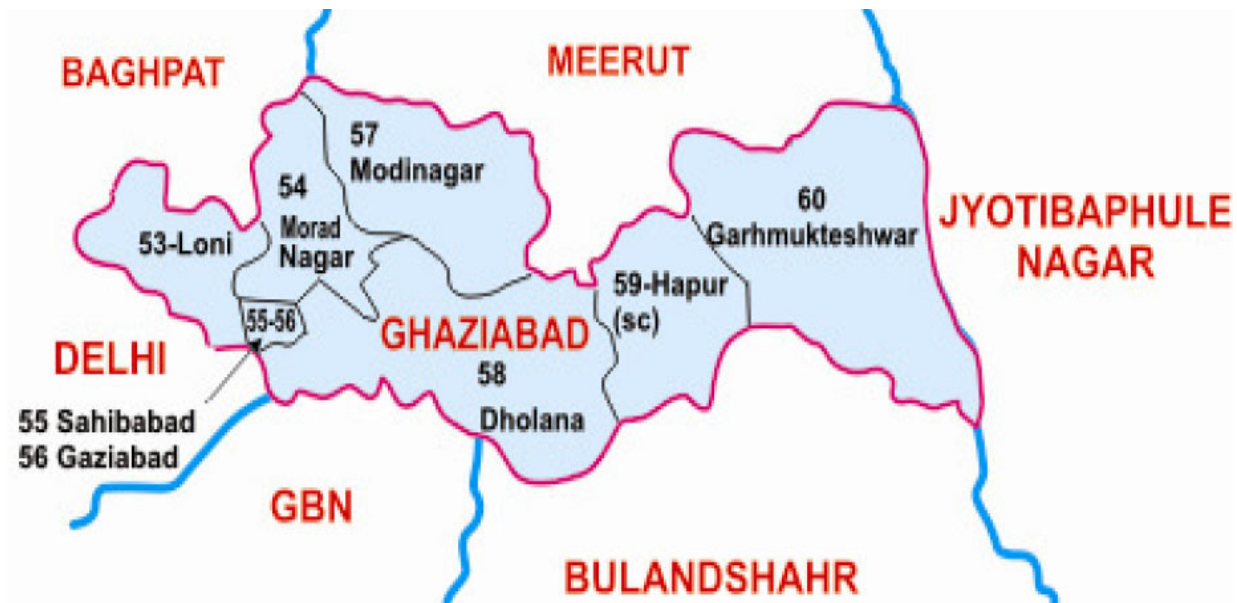 BAGHPAT
MEERUT
57
Modinagar
54
Morad
Nagar
53-Loni
60
Garhmukteshwar
JYOTIBAPHULE
NAGAR
59-Hapur
(sc)
55-56
GHAZIABAD
DELHI
58
Dholana
55 Sahibabad
56 Gaziabad
GBN
BULANDSHAHR